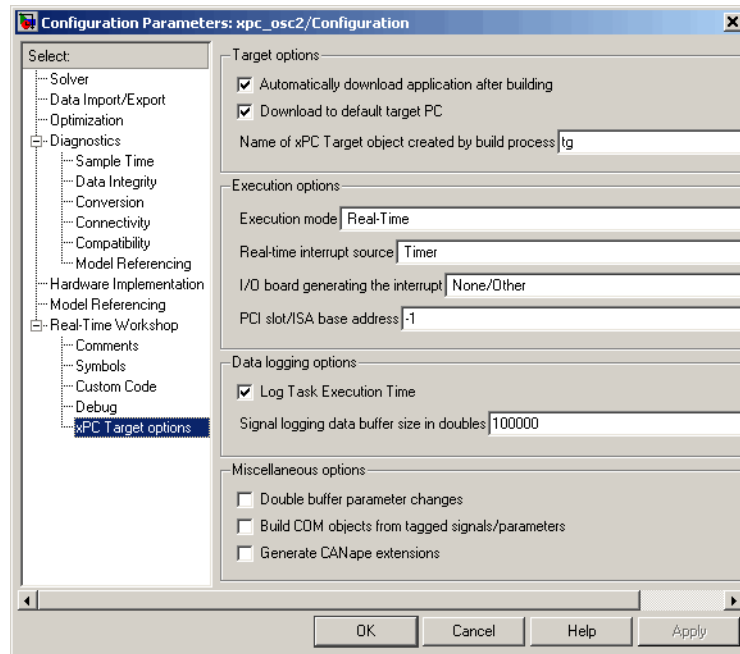 Configuration Parameters: xpc_osc2/Configuration
Select:
Solver
Data Import/Export
Optimization
Diagnostics
Sample Time
Data Integrity
Conversion
Connectivity
Compatibility
Model Referencing
Hardware Implementation
Model Referencing
Real-Time Workshop
Comments
Symbols
Custom Code
Debug
xPC Target options
Target options
Automatically download application after building
Download to default target PC
Name of xPC Target object created by build process tg
Execution options
Execution mode Real-Time
Real-time interrupt source Timer
I/O board generating the interrupt None/Other
PCI slot/ISA base address -1
Data logging options
Log Task Execution Time
Signal logging data buffer size in doubles 100000
Miscellaneous options
Double buffer parameter changes
Build COM objects from tagged signals/parameters
Generate CANape extensions
OK Cancel Help Apply